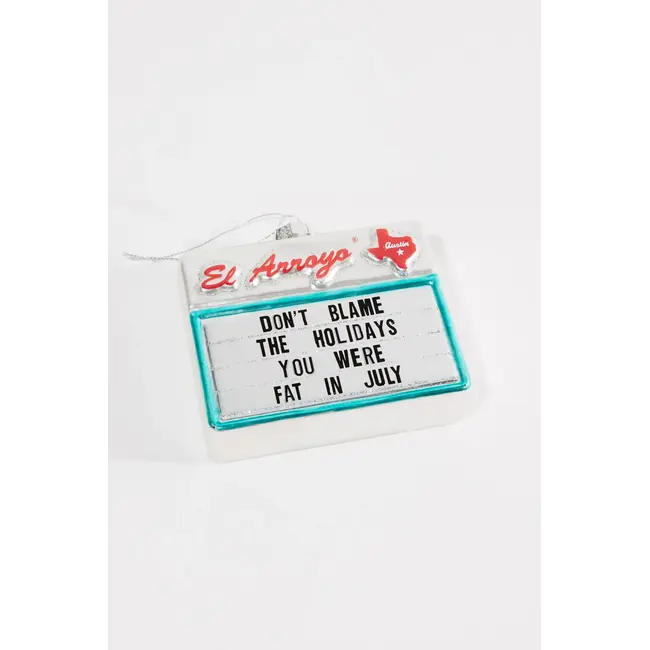 El Arroyo®
Austin
DON'T BLAME
THE HOLIDAYS
YOU WERE
FAT IN JULY